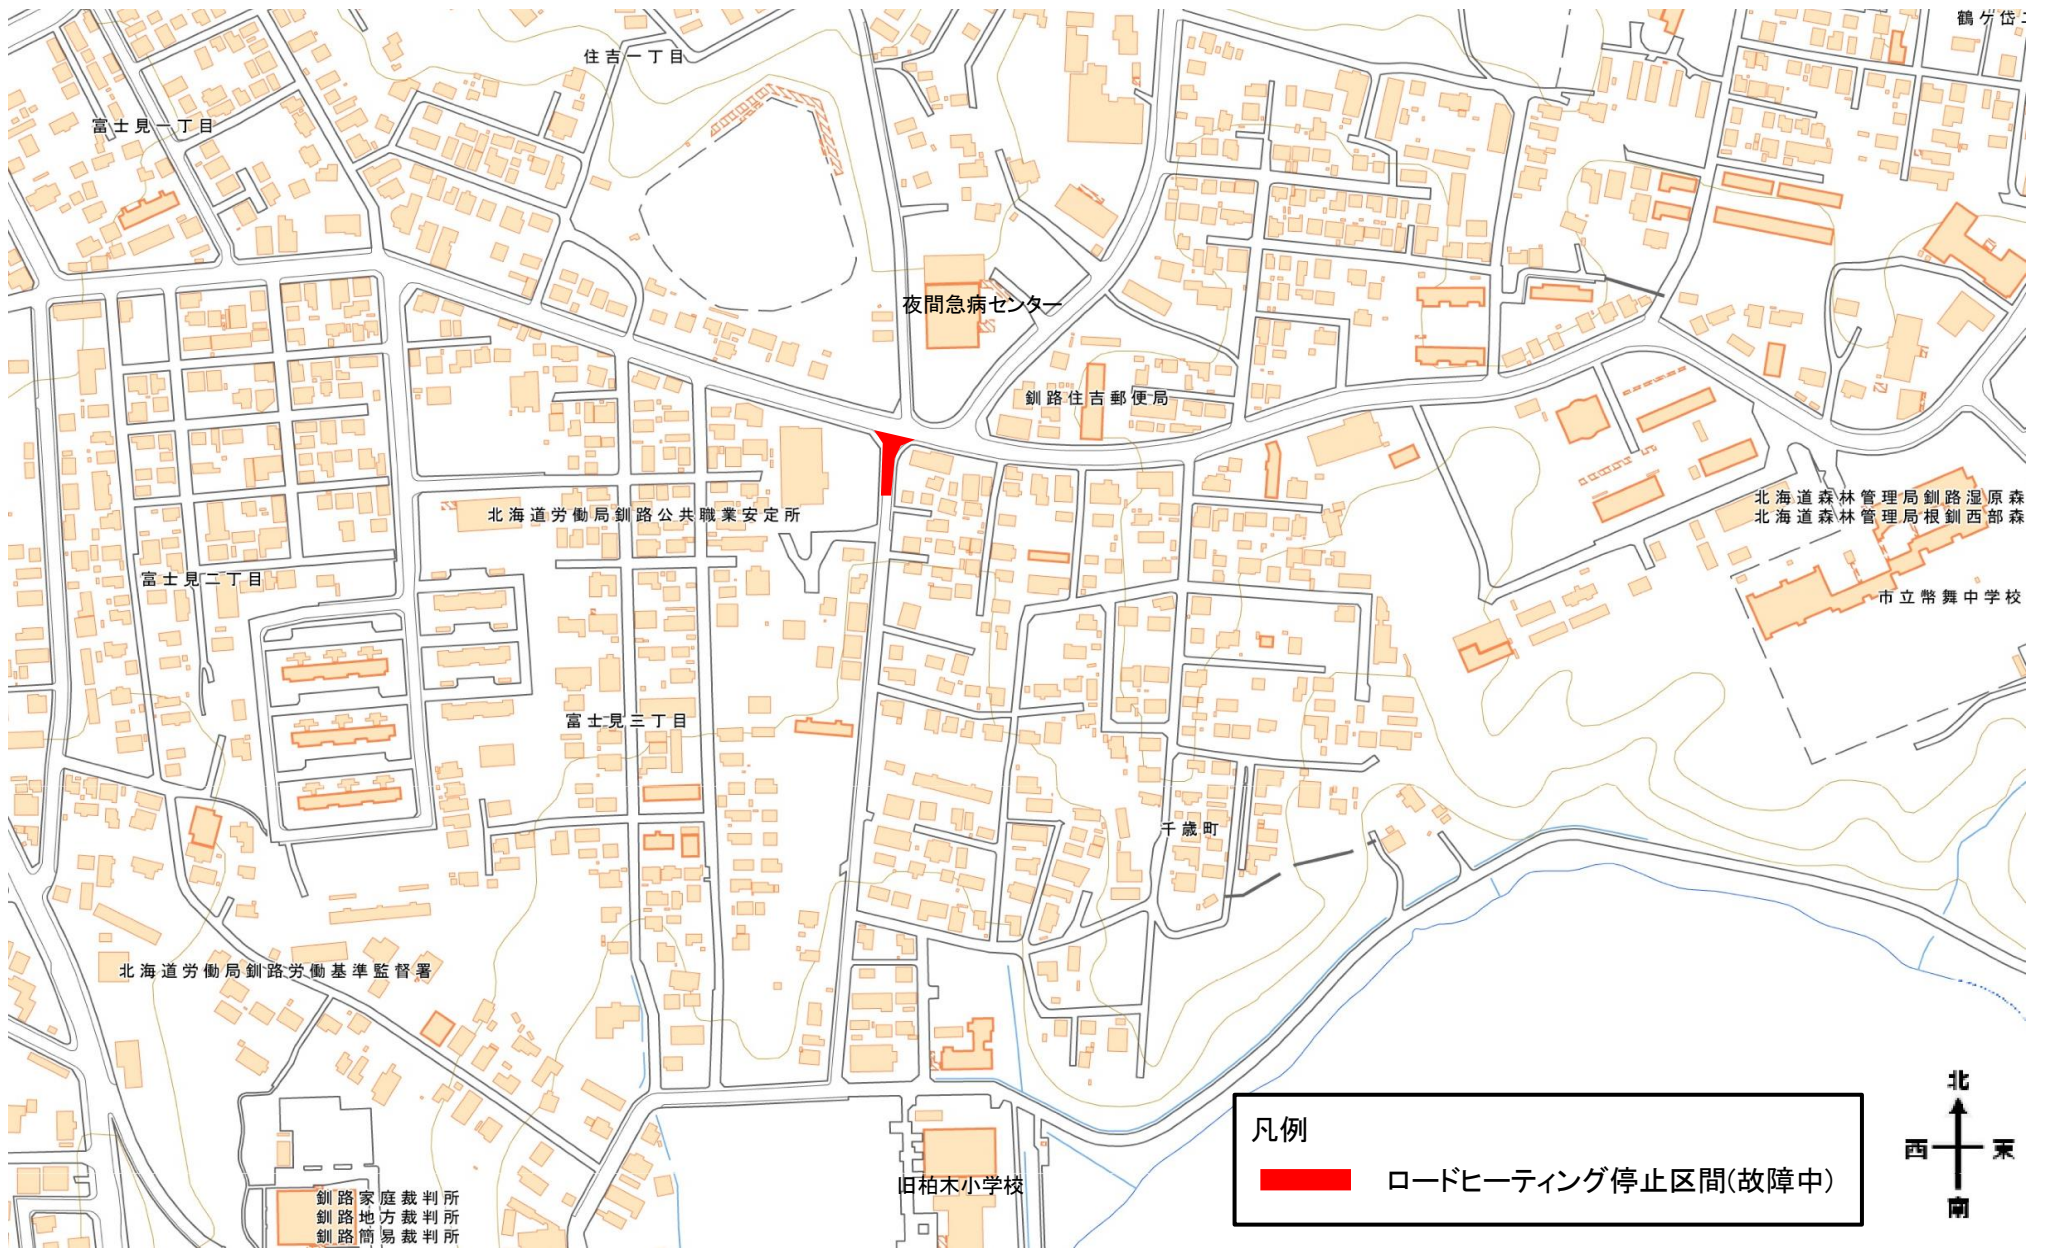 鶴ケ岱
住吉一丁目
富士見一丁目
夜間急病センター
釧路住吉郵便局
北海道労働局釧路公共職業安定所
北海道森林管理局釧路湿原森
北海道森林管理局根釧西部森
富士見二丁目
市立幣舞中学校
富士見三丁目
千歳町
北海道労働局釧路労働基準監督署
旧柏木小学校
釧路家庭裁判所
釧路地方裁判所
釧路簡易裁判所
凡例
ロードヒーティング停止区間(故障中)
北
西 東
南